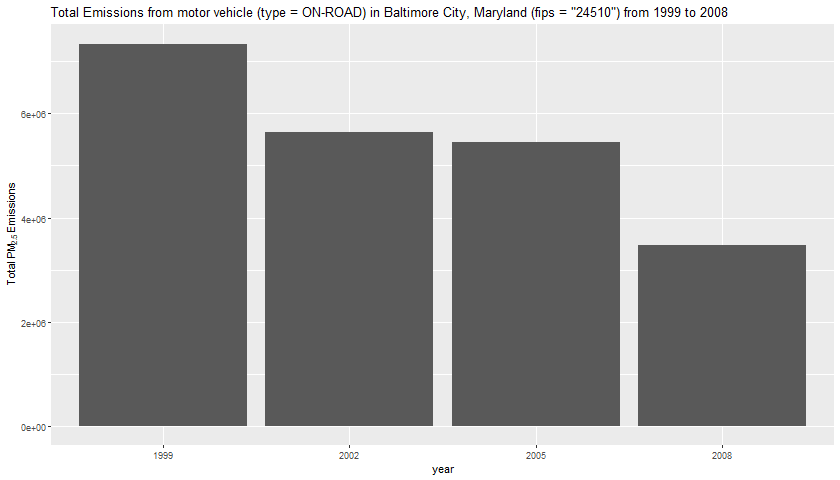 Total Emissions from motor vehicle (type = ON-ROAD) in Baltimore City, Maryland (fips = "24510") from 1999 to 2008
Total PM2.5 Emissions
6e+06
4e+06
2e+06
0e+00
1999 2002 2005 2008
year